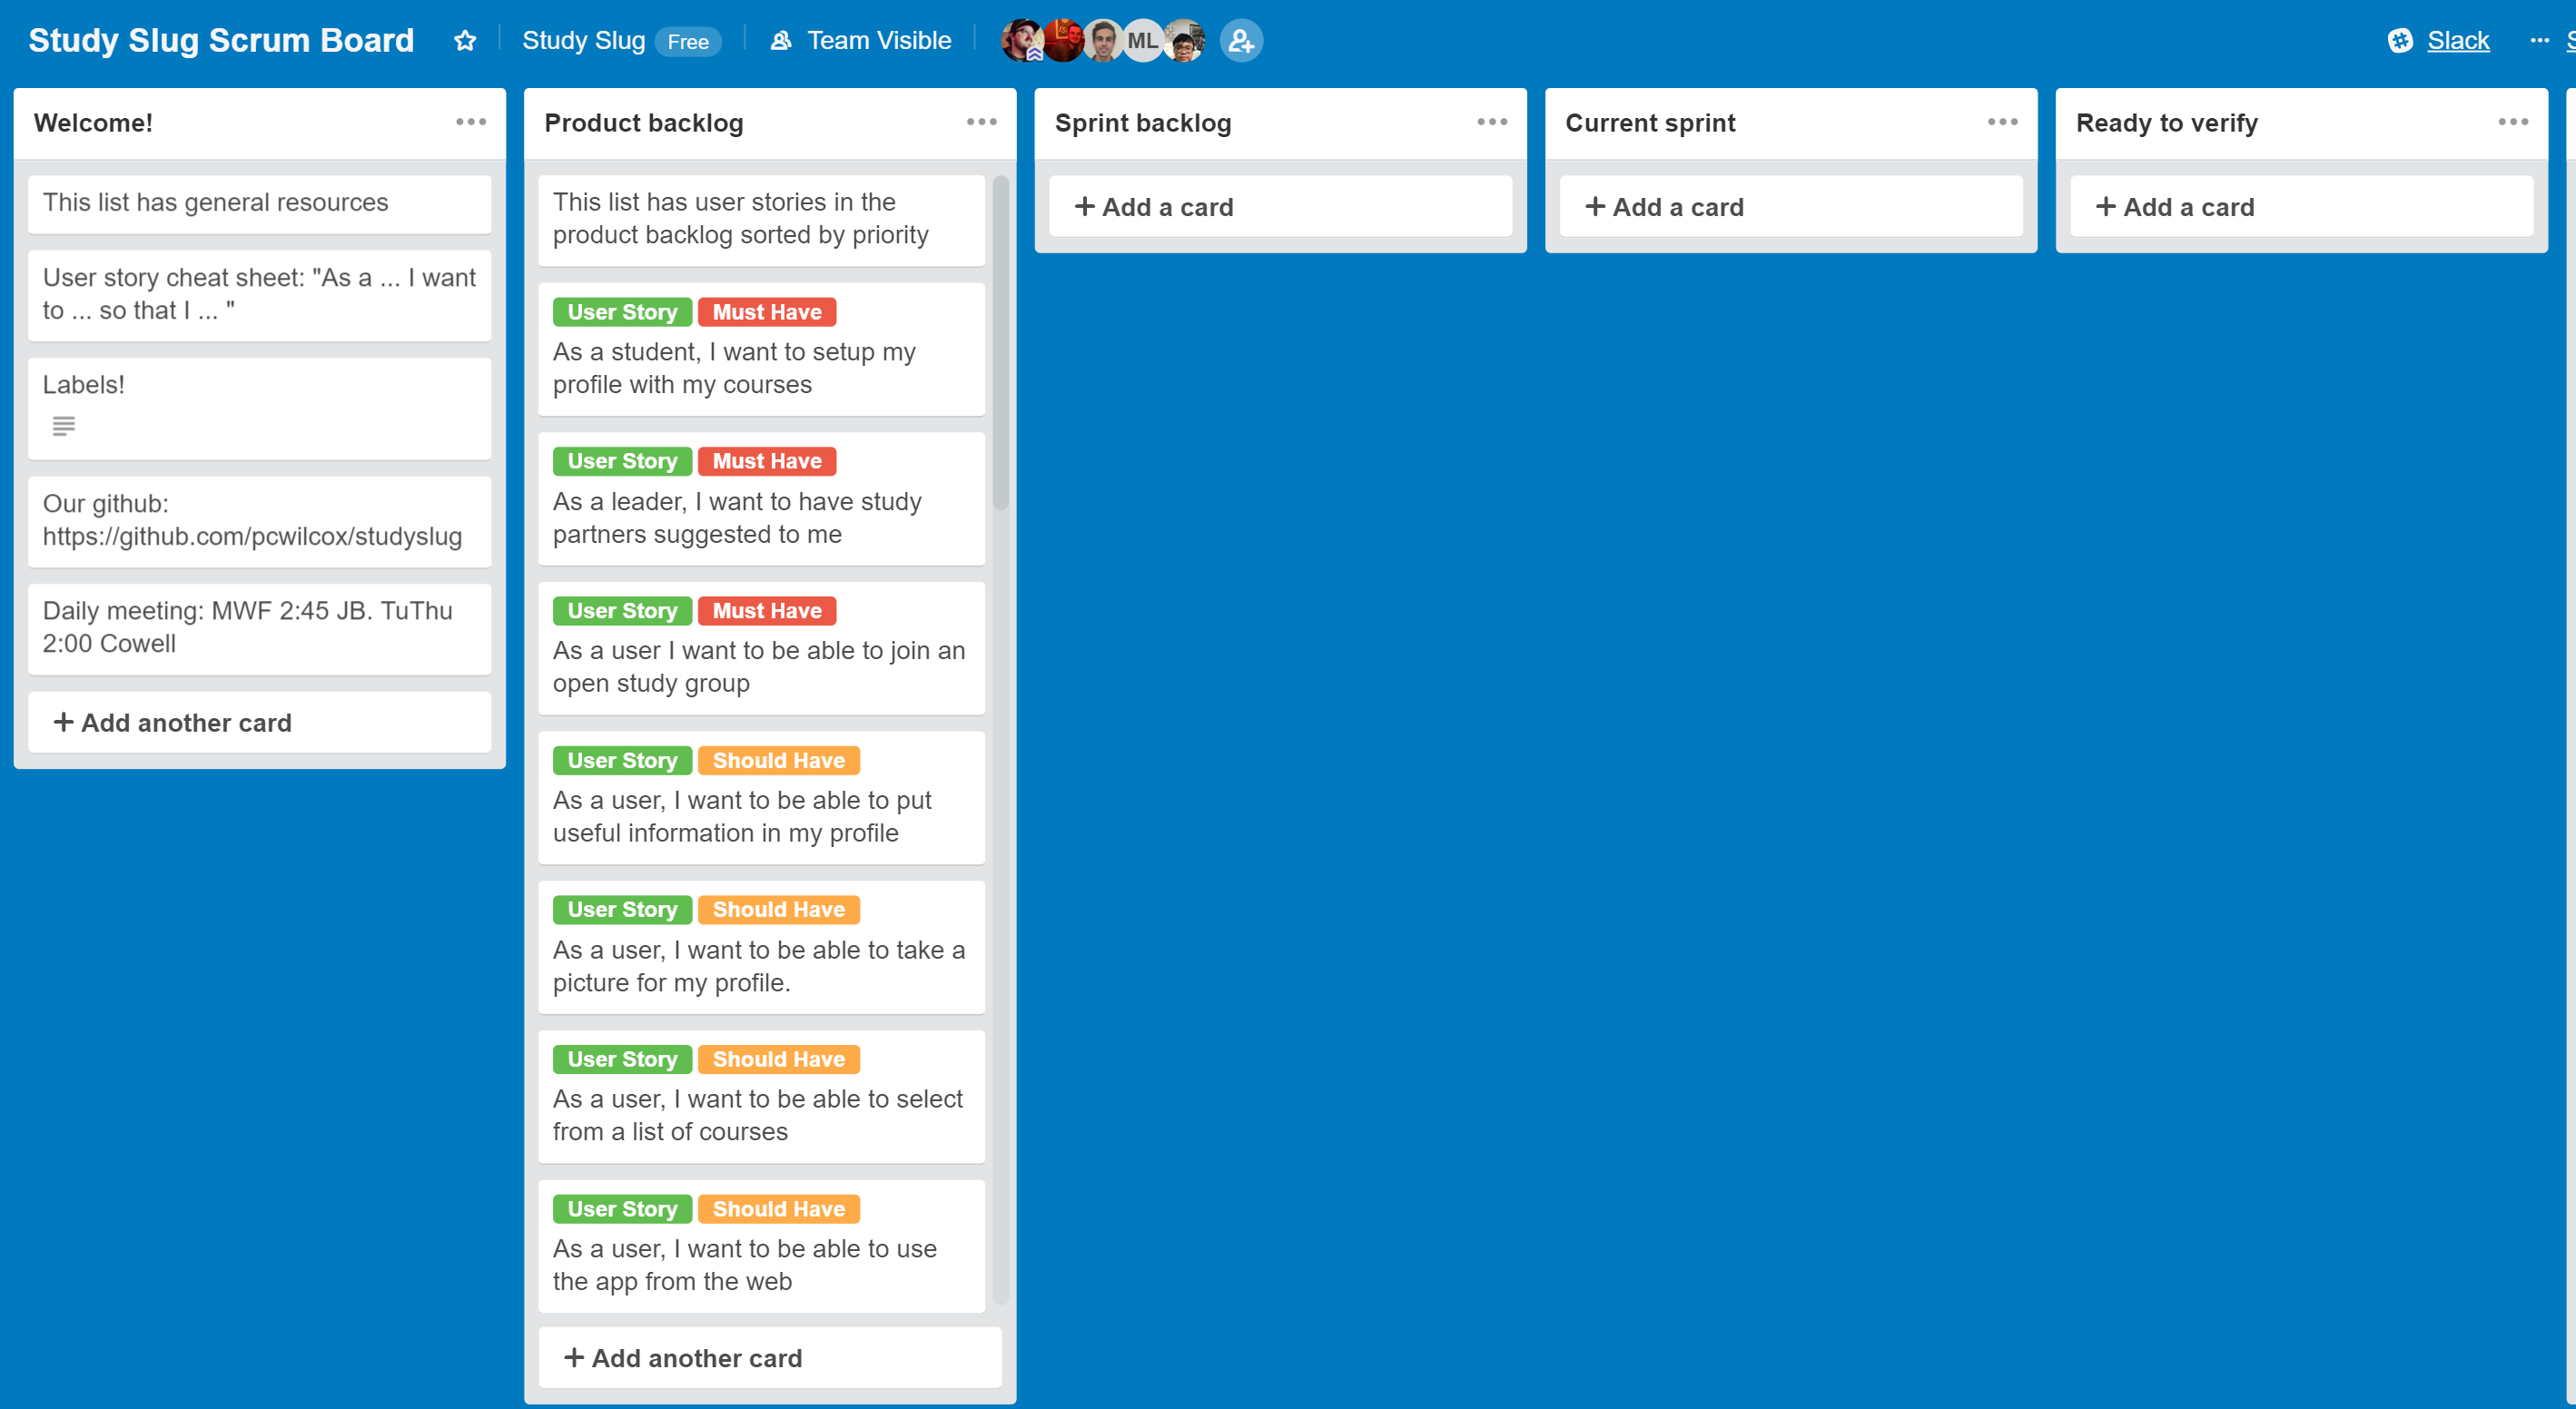 Study Slug Scrum Board
Study Slug Free
Team Visible
ML
Slack
Welcome!
This list has general resources
User story cheat sheet: "As a ... I want
to ... so that I ... "
Labels!
Our github:
https://github.com/pcwilcox/studyslug
Daily meeting: MWF 2:45 JB. TuThu
2:00 Cowell
+ Add another card
Product backlog
This list has user stories in the
product backlog sorted by priority
User Story Must Have
As a student, I want to setup my
profile with my courses
User Story Must Have
As a leader, I want to have study
partners suggested to me
User Story Must Have
As a user I want to be able to join an
open study group
User Story Should Have
As a user, I want to be able to put
useful information in my profile
User Story Should Have
As a user, I want to be able to take a
picture for my profile.
User Story Should Have
As a user, I want to be able to select
from a list of courses
User Story Should Have
As a user, I want to be able to use
the app from the web
+ Add another card
Sprint backlog
+ Add a card
Current sprint
+ Add a card
Ready to verify
+ Add a card